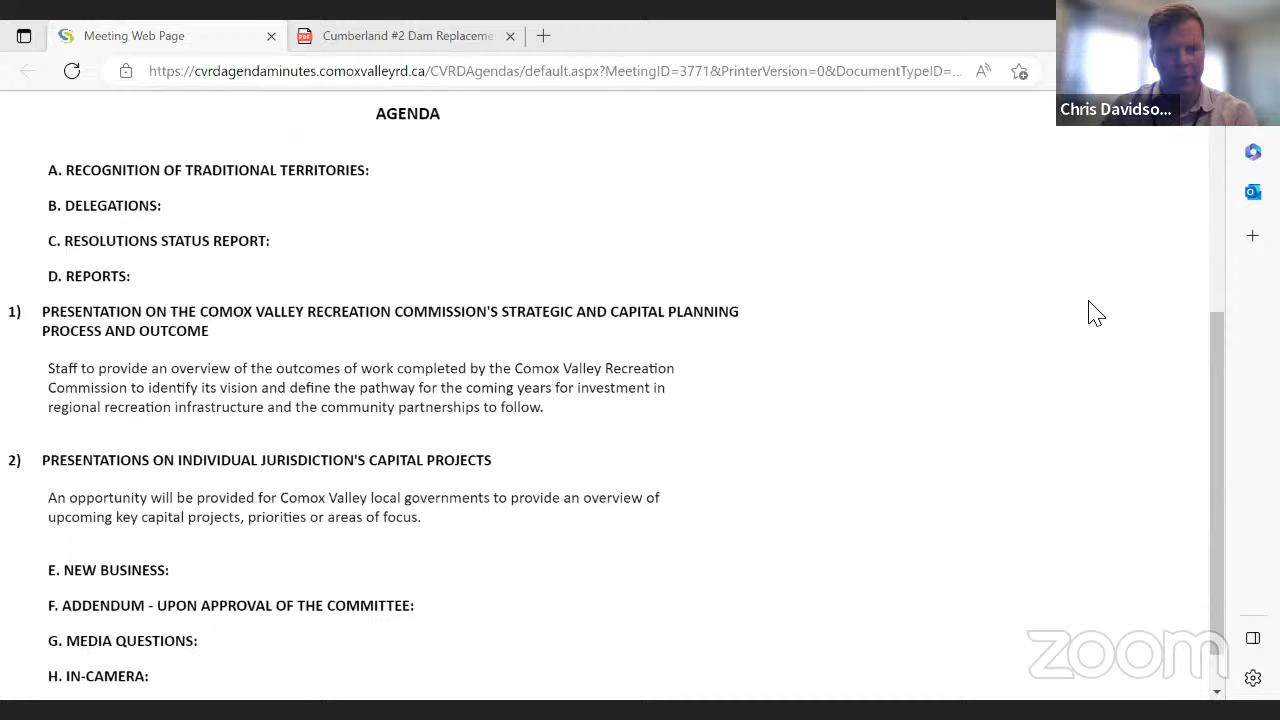 Meeting Web Page
Cumberland #2 Dam Replaceme
https://cvrdagendaminutes.comoxvalleyrd.ca/CVRDAgendas/default.aspx?MeetingID=3771&PrinterVersion=0&DocumentTypeID=...
Chris Davidso...
AGENDA
A. RECOGNITION OF TRADITIONAL TERRITORIES:
B. DELEGATIONS:
C. RESOLUTIONS STATUS REPORT:
D. REPORTS:
1) PRESENTATION ON THE COMOX VALLEY RECREATION COMMISSION'S STRATEGIC AND CAPITAL PLANNING
PROCESS AND OUTCOME
Staff to provide an overview of the outcomes of work completed by the Comox Valley Recreation
Commission to identify its vision and define the pathway for the coming years for investment in
regional recreation infrastructure and the community partnerships to follow.
2) PRESENTATIONS ON INDIVIDUAL JURISDICTION'S CAPITAL PROJECTS
An opportunity will be provided for Comox Valley local governments to provide an overview of
upcoming key capital projects, priorities or areas of focus.
E. NEW BUSINESS:
F. ADDENDUM - UPON APPROVAL OF THE COMMITTEE:
G. MEDIA QUESTIONS:
H. IN-CAMERA:
zoom